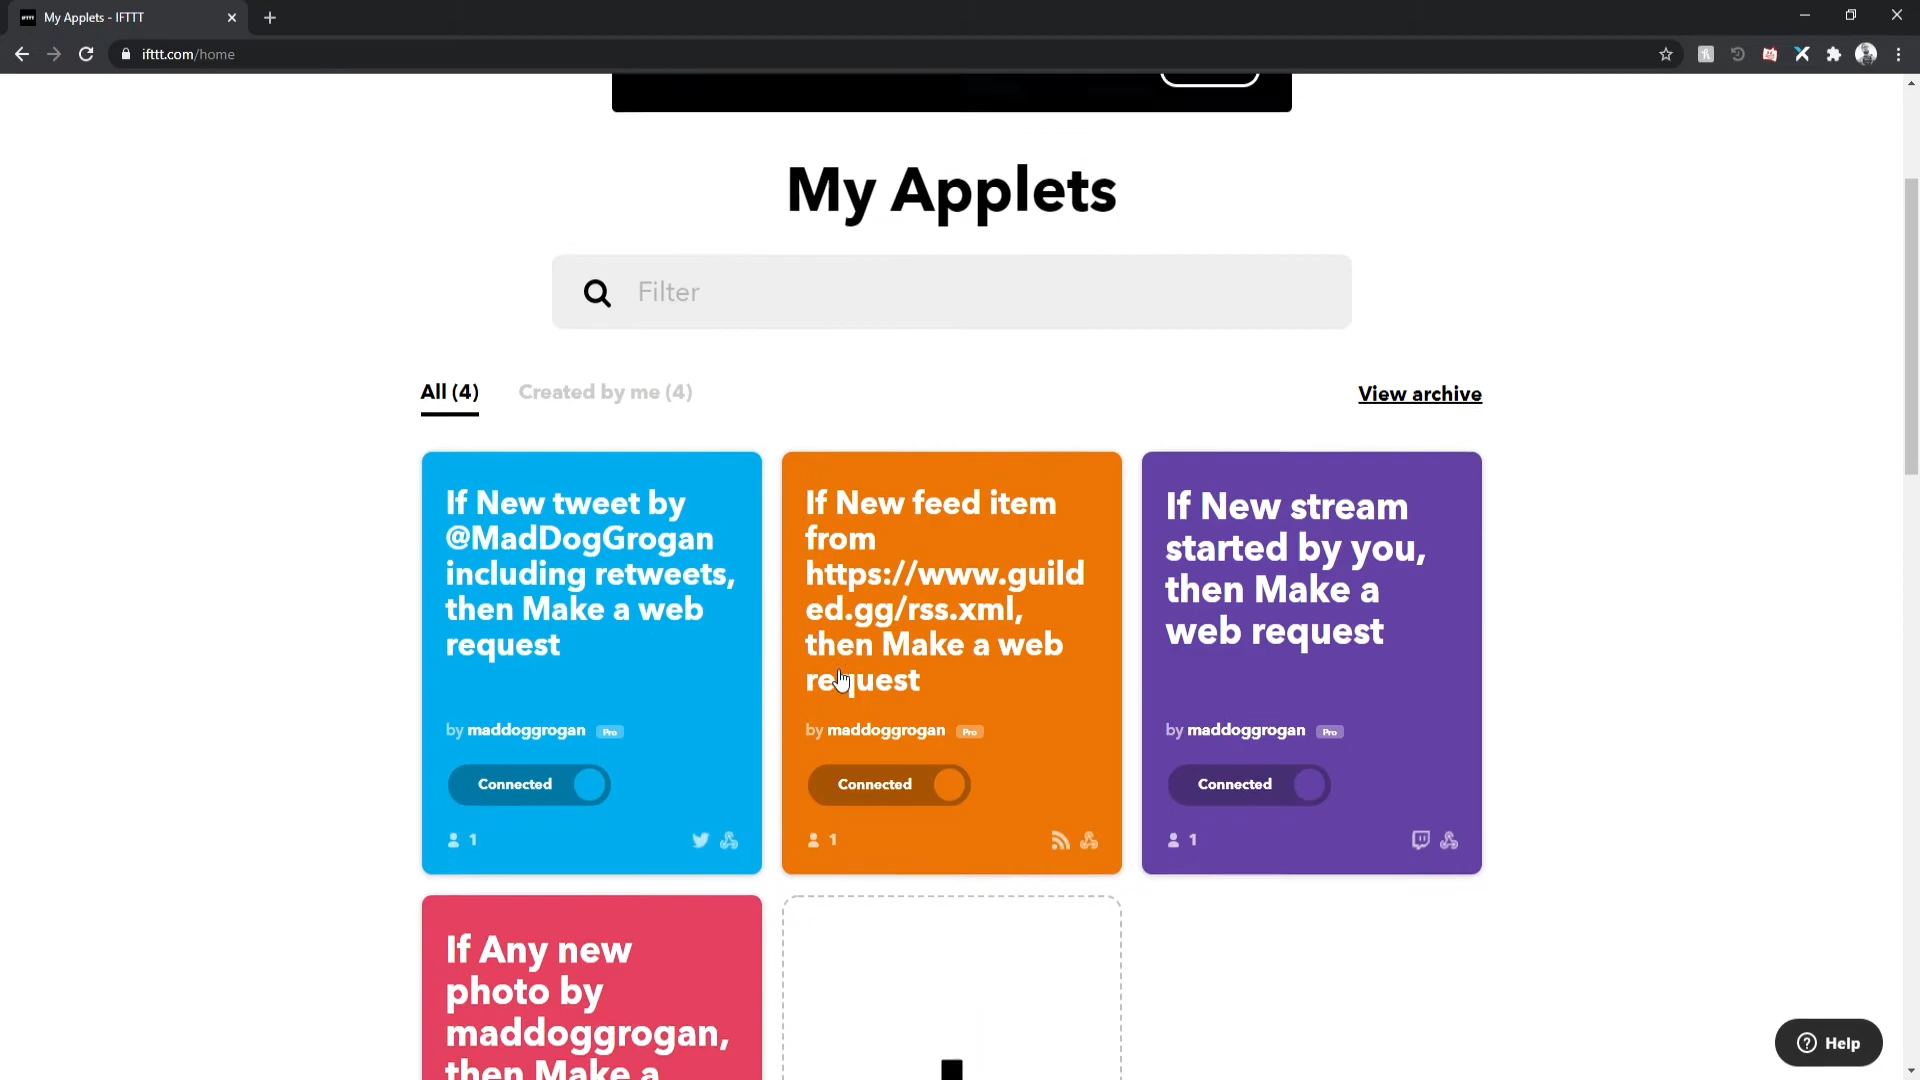 My Applets - IFTTT
ifttt.com/home
My Applets
Filter
All (4)
Created by me (4)
View archive
If New tweet by
@MadDogGrogan
including retweets,
then Make a web
request
by maddoggrogan Pro
Connected
1
If New feed item
from
https://www.guild
ed.gg/rss.xml,
then Make a web
request
by maddoggrogan Pro
Connected
1
If New stream
started by you,
then Make a
web request
by maddoggrogan Pro
Connected
1
If Any new
photo by
maddoggrogan,
then Make a
Help